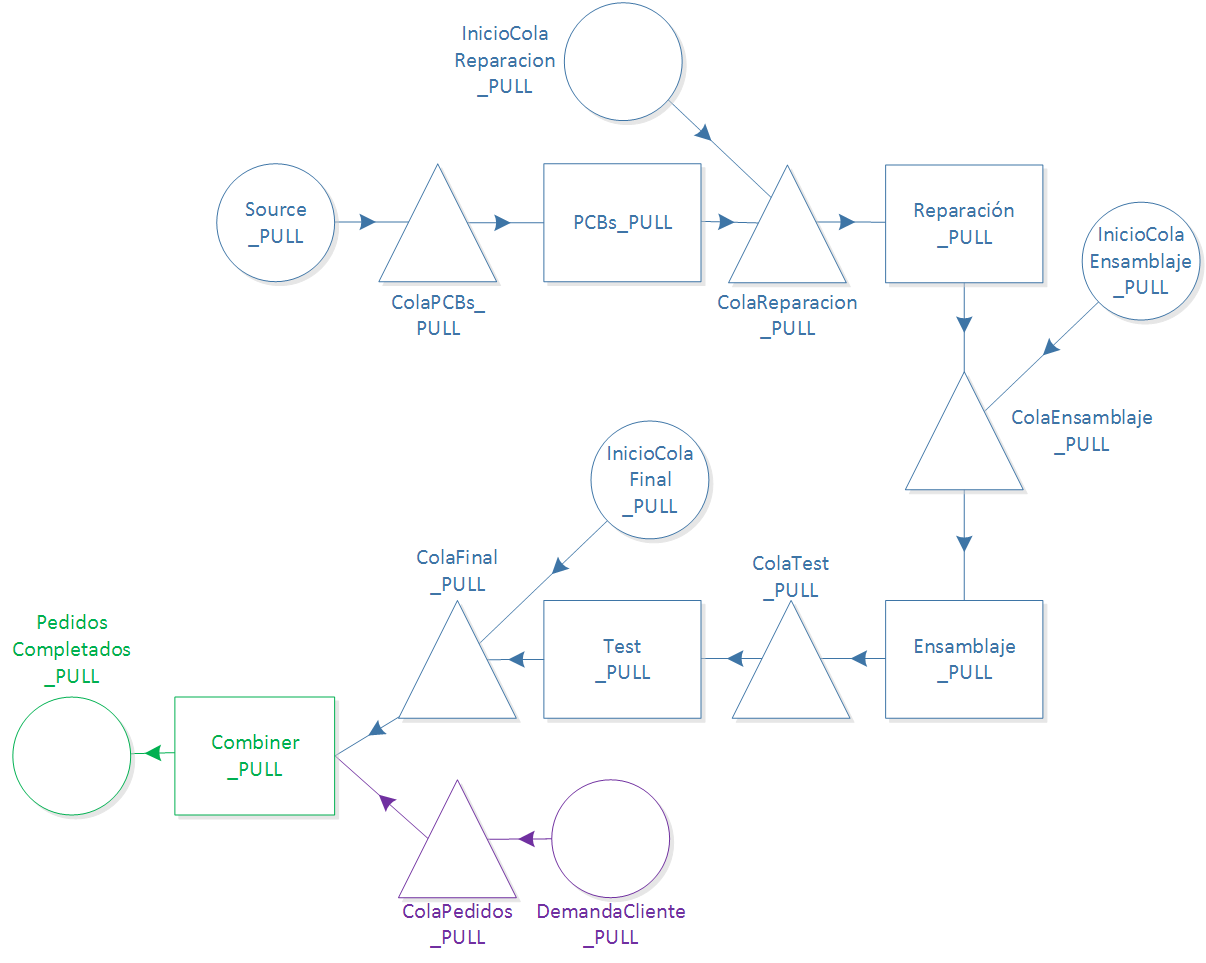 InicioCola
Reparacion
_PULL
Source
_PULL
ColaPCBs_
PULL
PCBs_PULL
ColaReparacion
_PULL
Reparación
_PULL
InicioCola
Ensamblaje
_PULL
ColaEnsamblaje
_PULL
InicioCola
Final
_PULL
ColaFinal
_PULL
Test
_PULL
ColaTest
_PULL
Ensamblaje
_PULL
Pedidos
Completados
_PULL
Combiner
_PULL
ColaPedidos
_PULL
DemandaCliente
_PULL